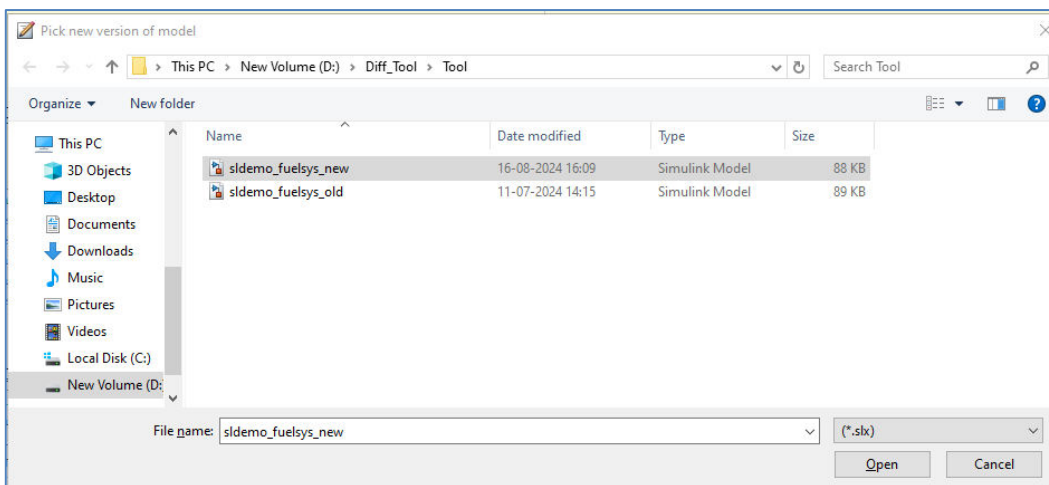 Pick new version of model
This PC > New Volume (D:) > Diff_Tool > Tool
Search Tool
Organize
New folder
Name
Date modified
Type
Size
This PC
3D Objects
Desktop
Documents
Downloads
Music
Pictures
Videos
Local Disk (C:)
New Volume (D:
sldemo_fuelsys_new 16-08-2024 16:09 Simulink Model 88 KB
sldemo_fuelsys_old 11-07-2024 14:15 Simulink Model 89 KB
File name: sldemo_fuelsys_new
(*.slx)
Open
Cancel